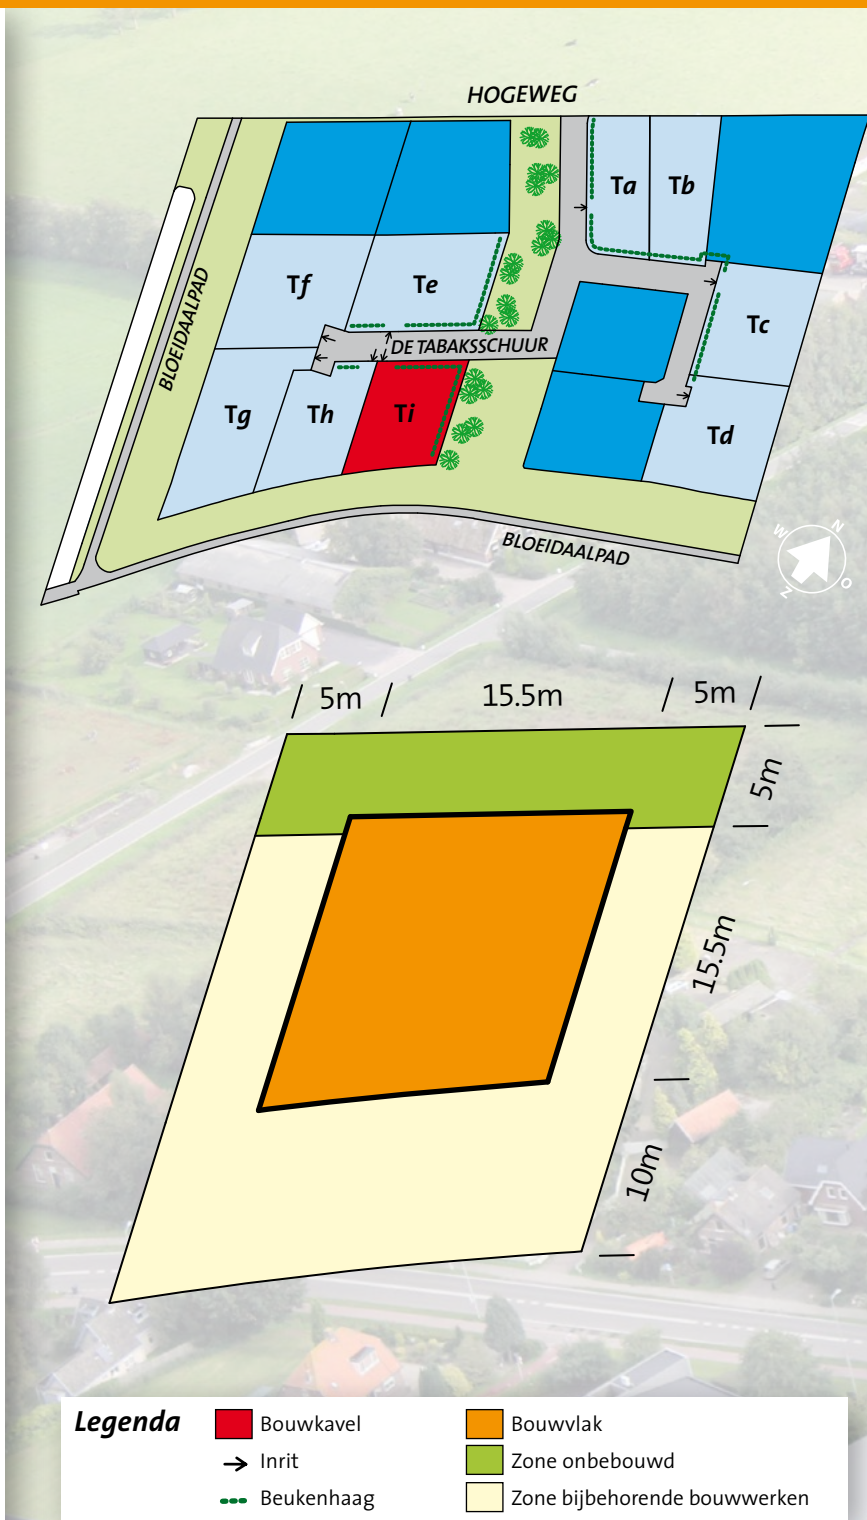 HOGEWEG
Ta
Tb
Tf
Te
Tc
BLOEIDAALPAD
DE TABAKSSCHUUR
Tg
Th
Ti
Td
BLOEIDAALPAD
W
N
Z
O
5m
15.5m
5m
5m
15.5m
10m
Legenda
Bouwkavel
Bouwvlak
Inrit
Zone onbebouwd
Beukenhaag
Zone bijbehorende bouwwerken